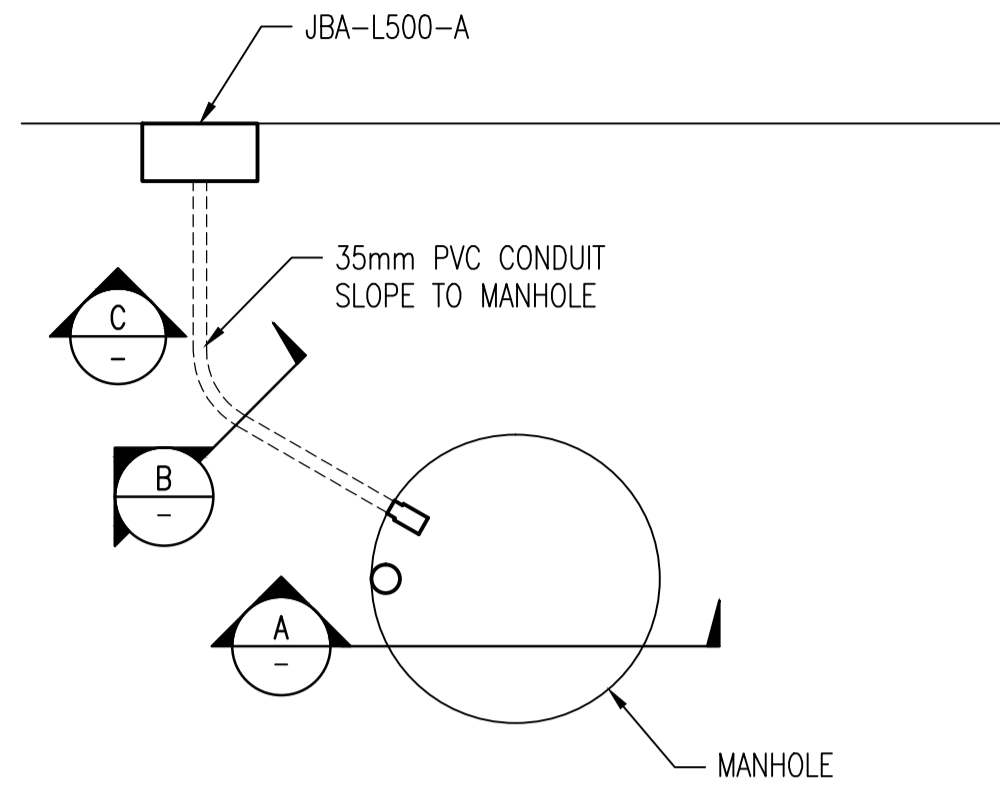 JBA-L500-A
35mm PVC CONDUIT
SLOPE TO MANHOLE
C
-
B
-
A
-
MANHOLE